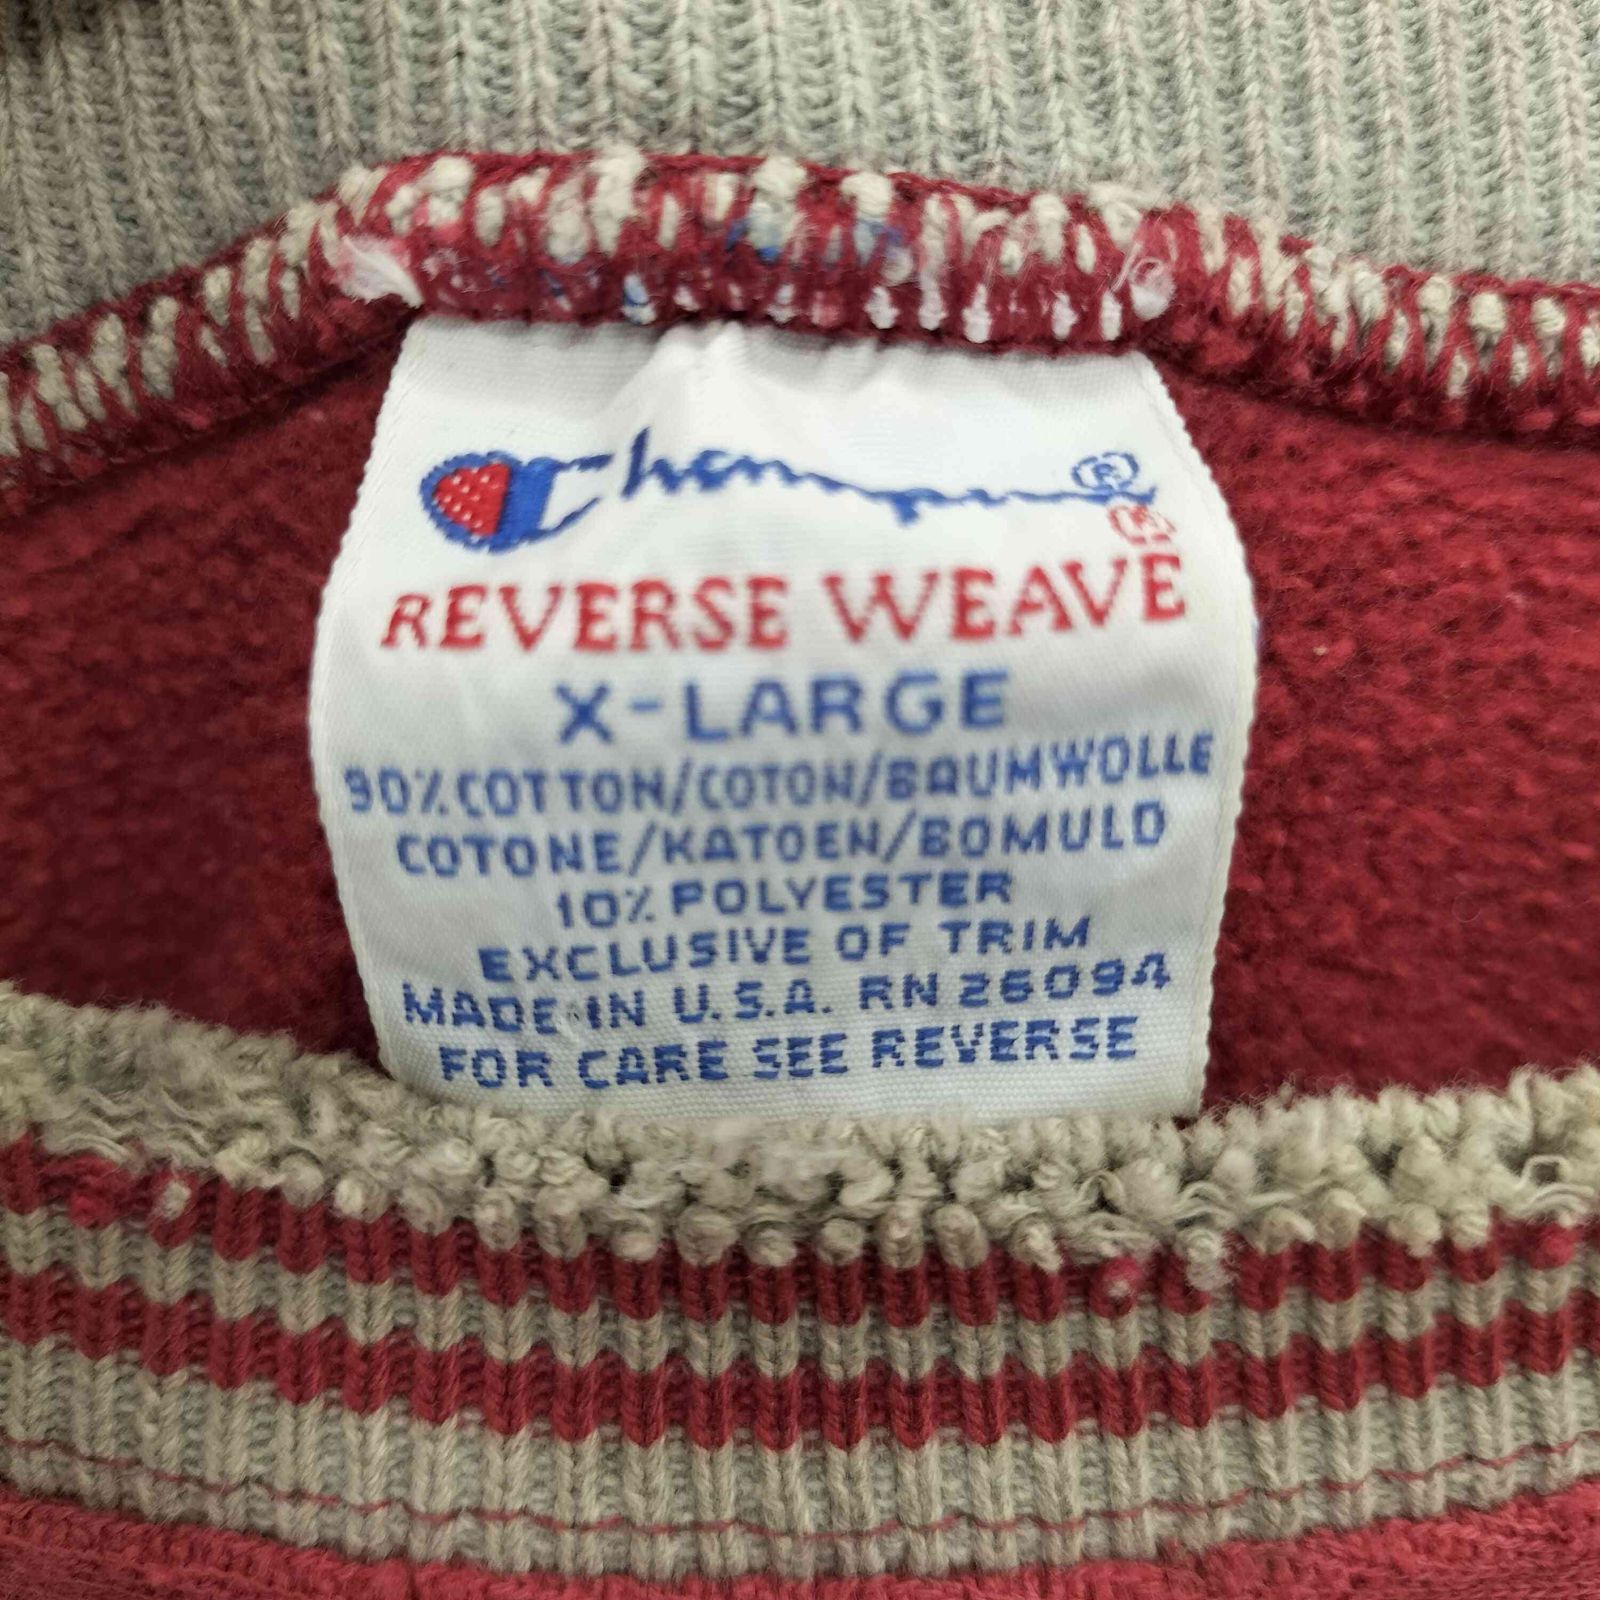 Champion®
®
REVERSE WEAVE
X-LARGE
90% COTTON/COTON/BAUMWOLLE
COTONE/KATOEN/BOMULD
10% POLYESTER
EXCLUSIVE OF TRIM
MADE IN U.S.A. RN 26094
FOR CARE SEE REVERSE